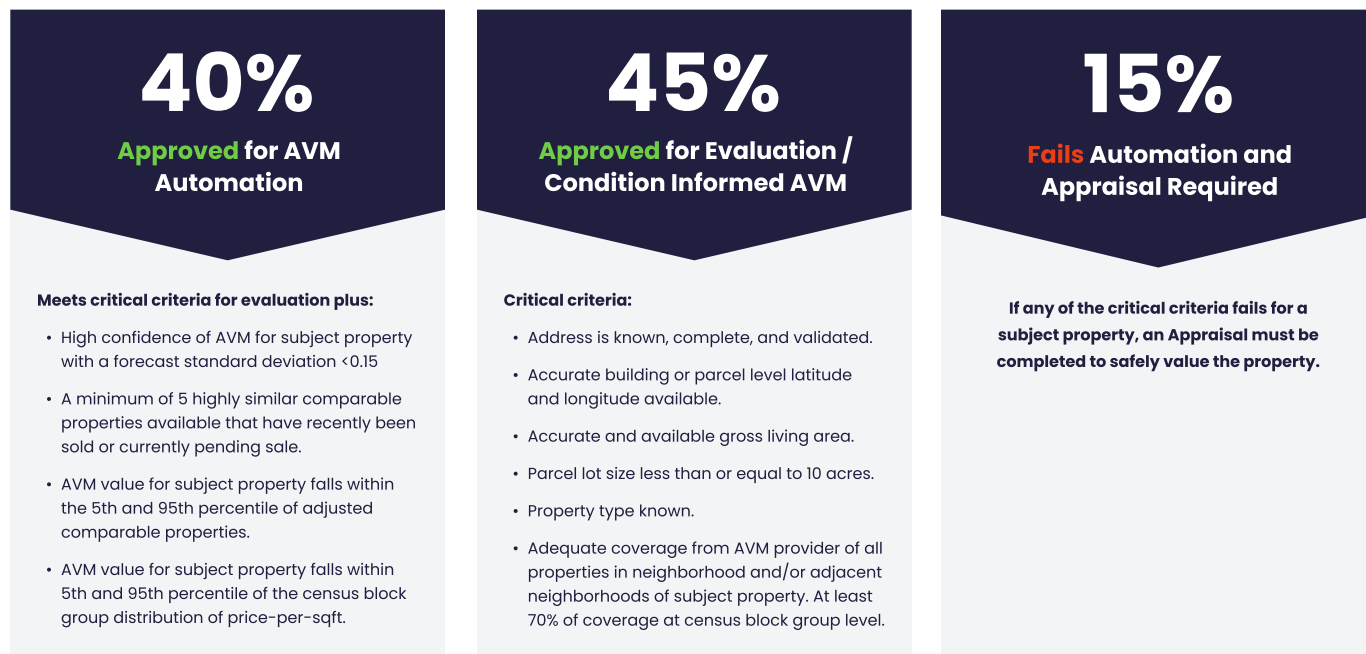 40%
Approved for AVM
Automation
Meets critical criteria for evaluation plus:
• High confidence of AVM for subject property
with a forecast standard deviation <0.15
• A minimum of 5 highly similar comparable
properties available that have recently been
sold or currently pending sale.
• AVM value for subject property falls within
the 5th and 95th percentile of adjusted
comparable properties.
• AVM value for subject property falls within
5th and 95th percentile of the census block
group distribution of price-per-sqft.
45%
Approved for Evaluation /
Condition Informed AVM
Critical criteria:
• Address is known, complete, and validated.
• Accurate building or parcel level latitude
and longitude available.
• Accurate and available gross living area.
• Parcel lot size less than or equal to 10 acres.
• Property type known.
• Adequate coverage from AVM provider of all
properties in neighborhood and/or adjacent
neighborhoods of subject property. At least
70% of coverage at census block group level.
15%
Fails Automation and
Appraisal Required
If any of the critical criteria fails for a
subject property, an Appraisal must be
completed to safely value the property.